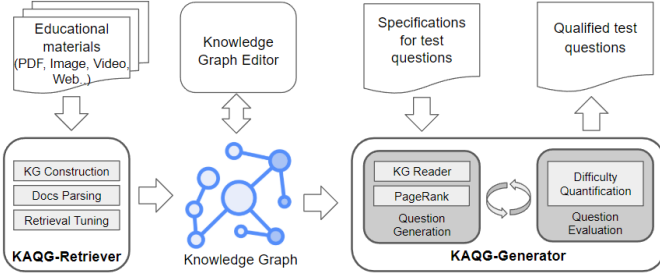 Educational
materials
(PDF, Image, Video,
Web..)
Knowledge
Graph Editor
Specifications
for test
questions
Qualified test
questions
KG Construction
Docs Parsing
Retrieval Tuning
KAQG-Retriever
Knowledge Graph
KG Reader
PageRank
Question
Generation
Difficulty
Quantification
Question
Evaluation
KAQG-Generator